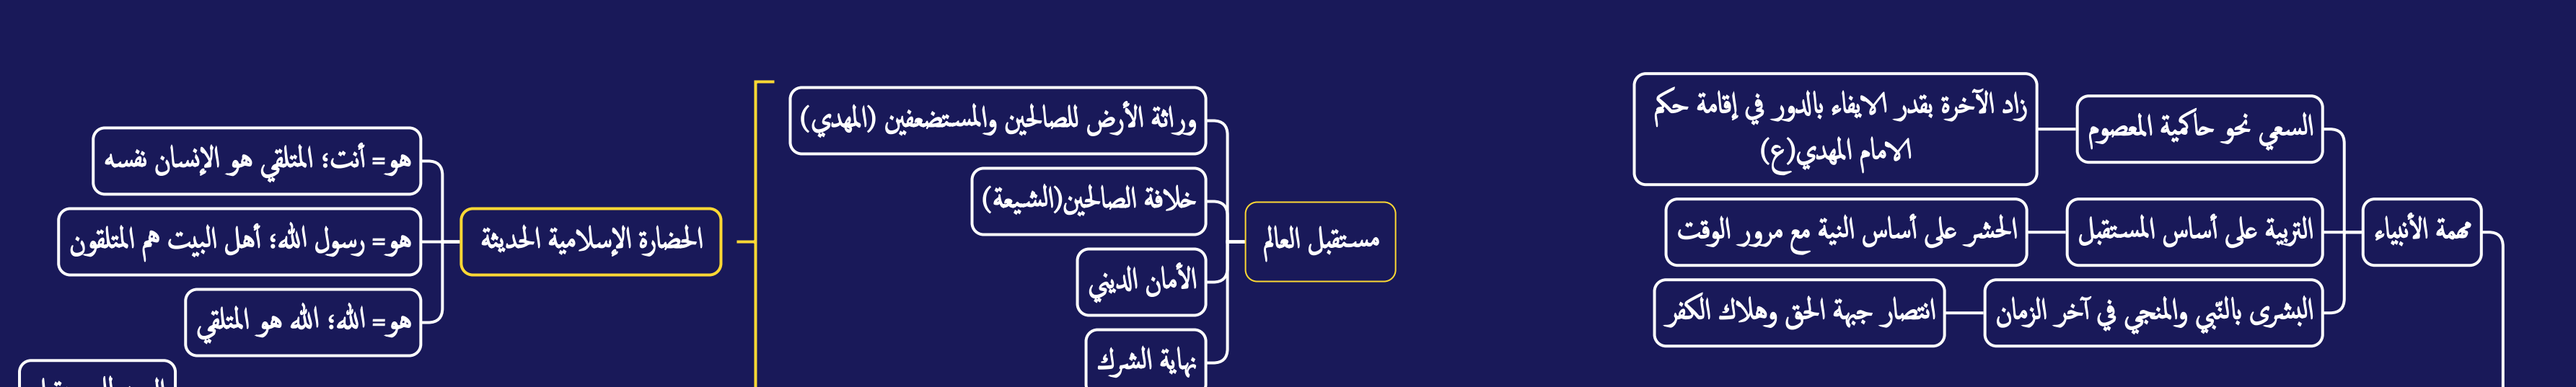 مهمة الأنبياء
السعي نحو حاكمية المعصوم
زاد الآخرة بقدر الايفاء بالدور في إقامة حكم
الامام المهدي(ع)
التربية على أساس المستقبل
الحشر على أساس النية مع مرور الوقت
البشرى بالنّبي والمنجي في آخر الزمان
انتصار جبهة الحق وهلاك الكفر
مستقبل العالم
وراثة الأرض للصالحين والمستضعفين (المهدي)
خلافة الصالحين(الشيعة)
الأمان الديني
نهاية الشرك
الحضارة الإسلامية الحديثة
هو= أنت؛ المتلقي هو الإنسان نفسه
هو= رسول الله؛ أهل البيت هم المتلقون
هو= الله؛ الله هو المتلقي